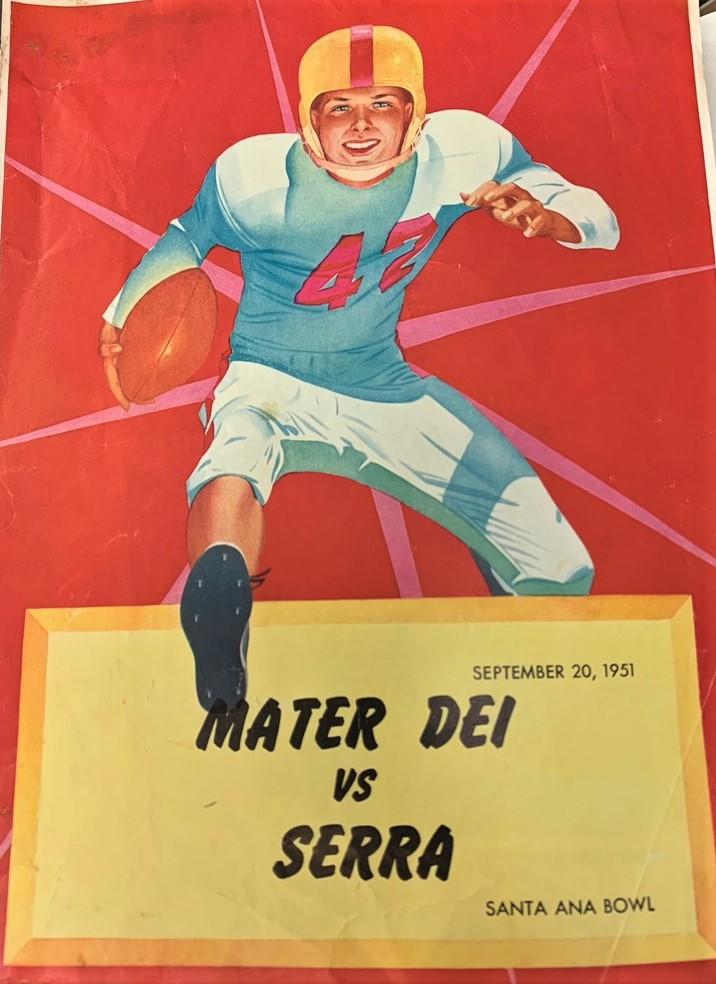 42
SEPTEMBER 20, 1951
MATER DEI
VS
SERRA
SANTA ANA BOWL